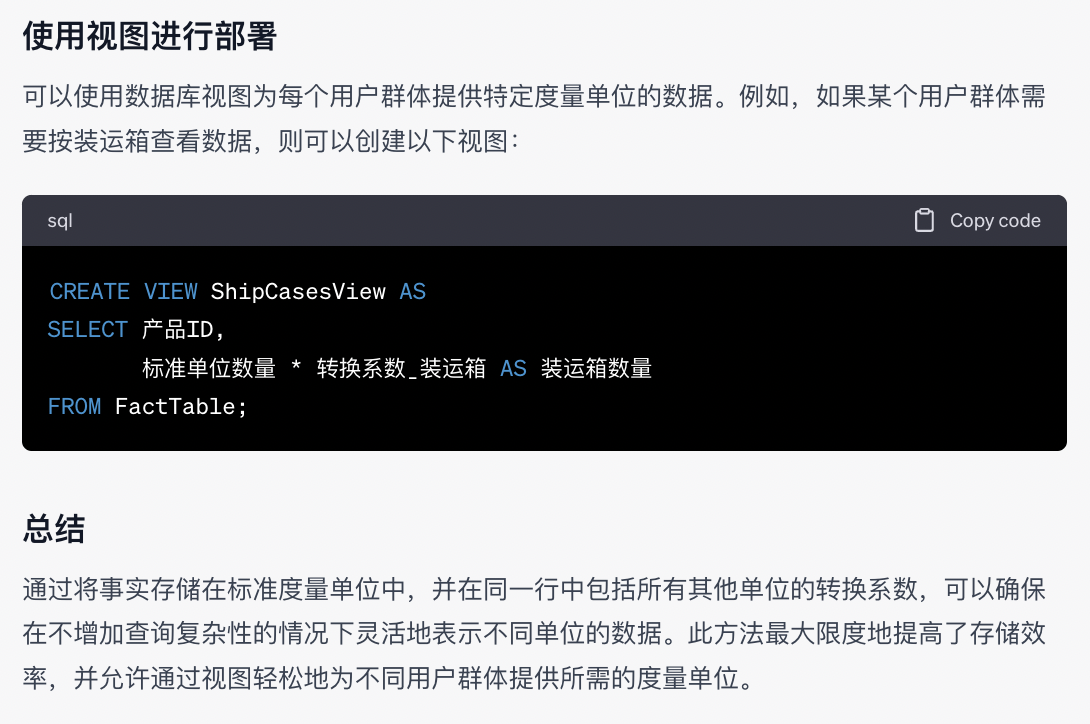 使用视图进行部署
可以使用数据库视图为每个用户群体提供特定度量单位的数据。例如，如果某个用户群体需
要按装运箱查看数据，则可以创建以下视图：
sql
Copy code
CREATE VIEW ShipCasesView AS
SELECT 产品ID,
       标准单位数量 * 转换系数_装运箱 AS 装运箱数量
FROM FactTable;
总结
通过将事实存储在标准度量单位中，并在同一行中包括所有其他单位的转换系数，可以确保
在不增加查询复杂性的情况下灵活地表示不同单位的数据。此方法最大限度地提高了存储效
率，并允许通过视图轻松地为不同用户群体提供所需的度量单位。